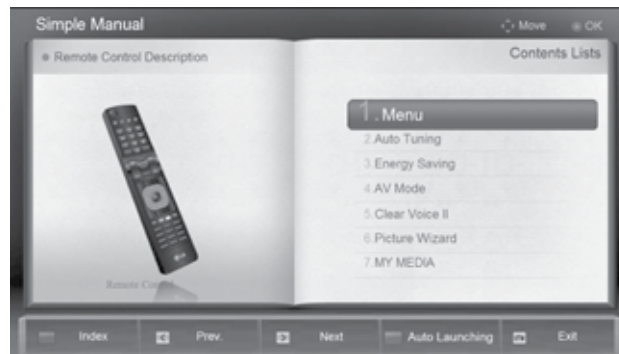 Simple Manual
Move OK
Remote Control Description
Contents Lists
1. Menu
2. Auto Tuning
3. Energy Saving
4. AV Mode
5. Clear Voice II
6. Picture Wizard
7. MY MEDIA
Remote Control
LG
Index Prev. Next Auto Launching Exit